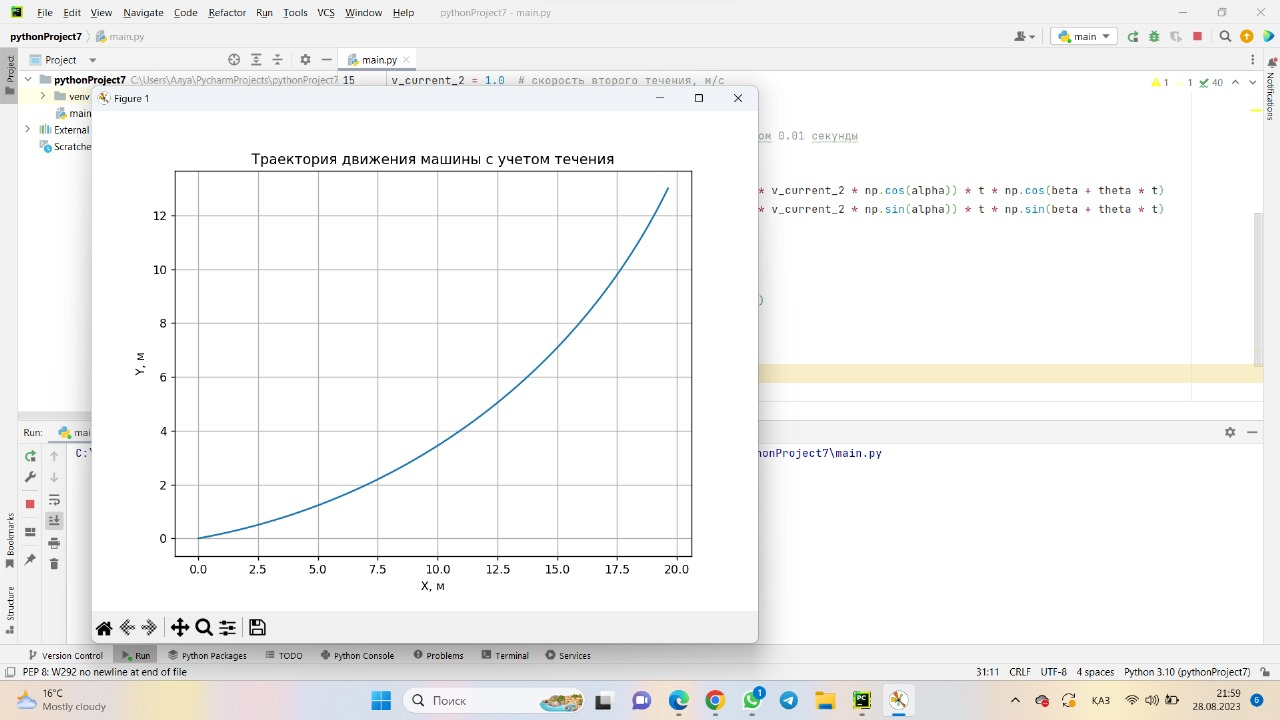 File Edit View Navigate Code Refactor Run Tools VCS Window Help pythonProject7 - main.py
pythonProject7 main.py main
Project Project main.py
pythonProject7 C:\Users\Алуа\PycharmProjects\pythonProject7 15 v_current_2 = 1.0 # скорость второго течения, м/с
1 1 40
Notifications
venv
main
External
Scratche
Figure 1
ом 0.01 секунды
* v_current_2 * np.cos(alpha)) * t * np.cos(beta + theta * t)
* v_current_2 * np.sin(alpha)) * t * np.sin(beta + theta * t)
)
Траектория движения машины с учетом течения
12
10
8
6
4
2
0
Y, м
0.0 2.5 5.0 7.5 10.0 12.5 15.0 17.5 20.0
X, м
Run: mai
C:
honProject7\main.py
Bookmarks
Structure
Version Control Run Python Packages TODO Python Console Problems Terminal Services
PEP 8: W292 no newline at end of file 31:11 CRLF UTF-8 4 spaces Python 3.10 (pythonProject7)
16°C
Mostly cloudy
Поиск
1
ҚАЗ
21:59
28.08.2023
6